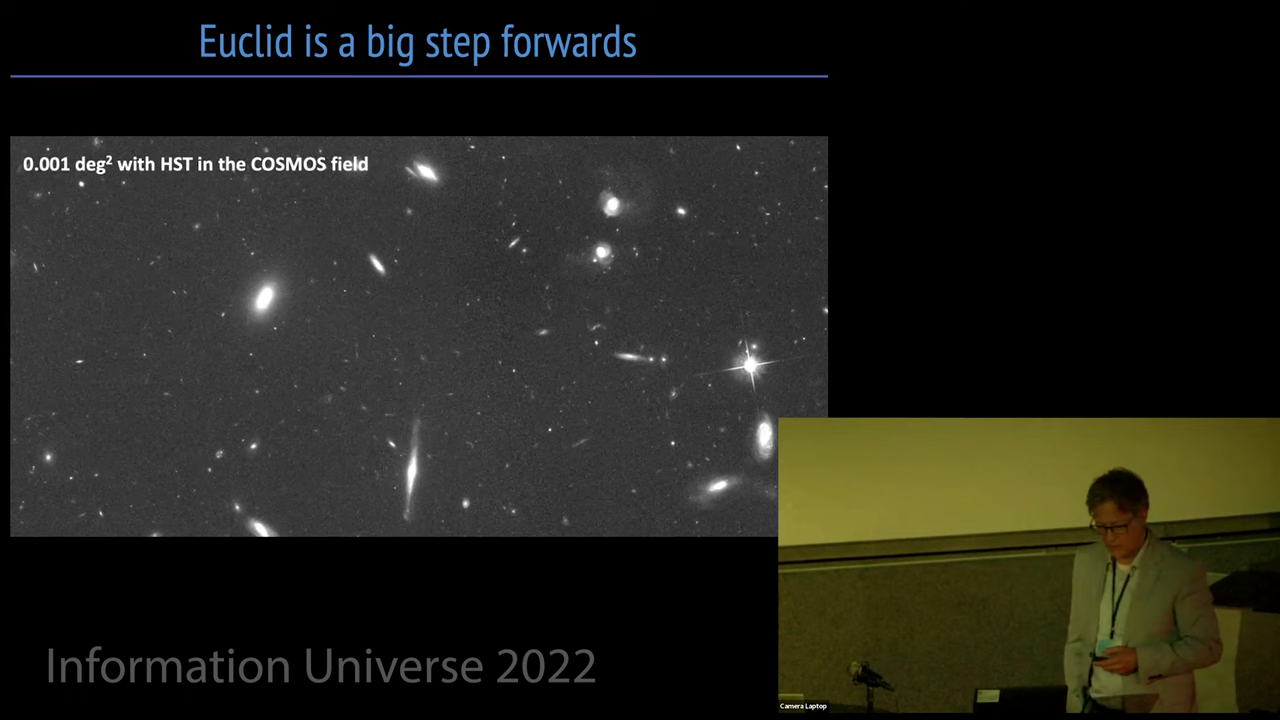 Euclid is a big step forwards
0.001 deg² with HST in the COSMOS field
Information Universe 2022
Camera Laptop